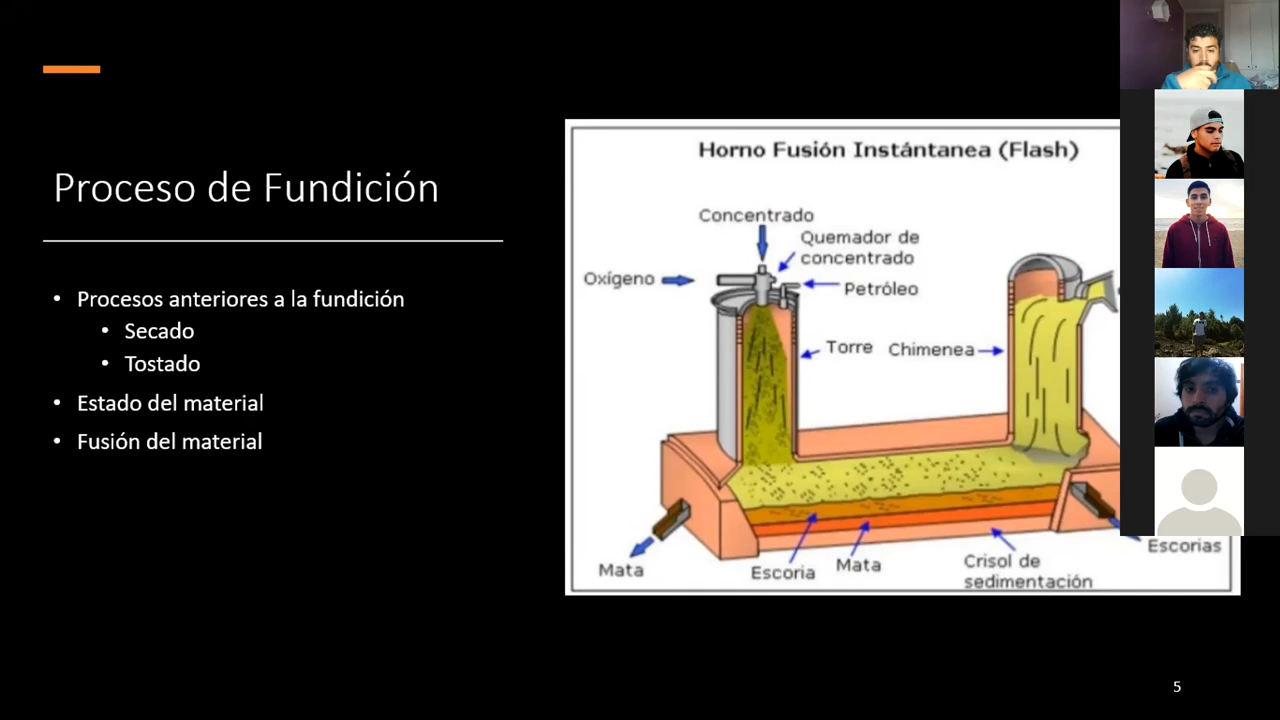 Proceso de Fundición
• Procesos anteriores a la fundición
• Secado
• Tostado
• Estado del material
• Fusión del material
Horno Fusión Instántanea (Flash)
Concentrado
Quemador de
concentrado
Oxígeno
Petróleo
Torre
Chimenea
Mata
Escoria
Mata
Crisol de
sedimentación
Escorias
5